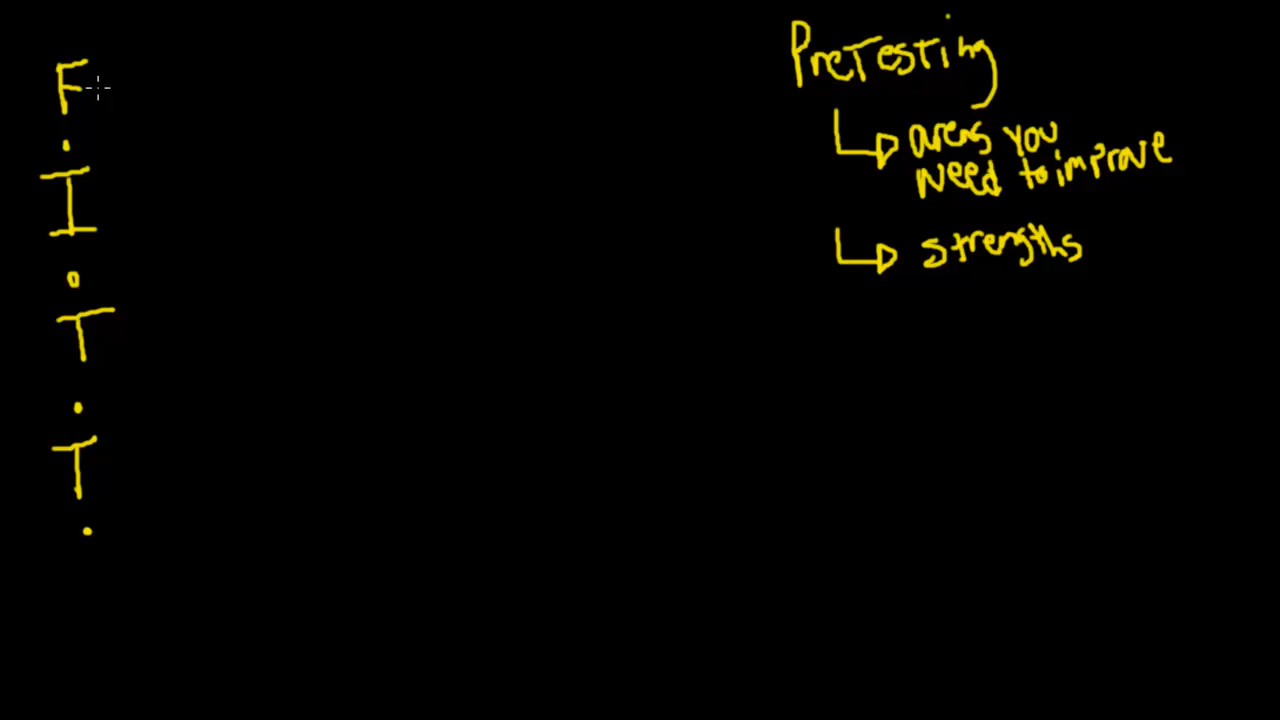 F
.
I
.
T
.
T
.
PreTesting
areas you
need to improve
strengths